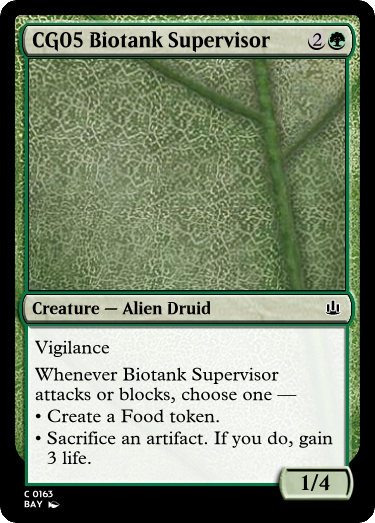 CG05 Biotank Supervisor 2
Creature — Alien Druid
Vigilance
Whenever Biotank Supervisor
attacks or blocks, choose one —
• Create a Food token.
• Sacrifice an artifact. If you do, gain
3 life.
1/4
C 0163
BAY